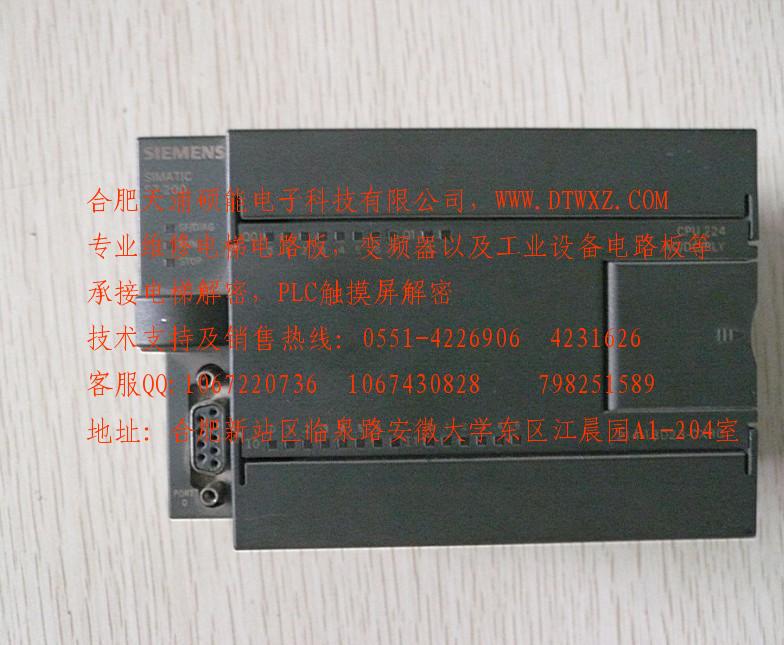 SIEMENS
SIMATIC
S7-200
合肥天瑞硕能电子科技有限公司，WWW.DTWXZ.COM
SF/DIAG
CPU 224
专业维修电梯电路板，变频器以及工业设备电路板等
STOP
承接电梯解密，PLC触摸屏解密
技术支持及销售热线：0551-4226906 4231626
客服QQ:1967220736 1067430828 798251589
地址：合肥新站区临泉路安徽大学东区江晨园A1-204室
PORT
0